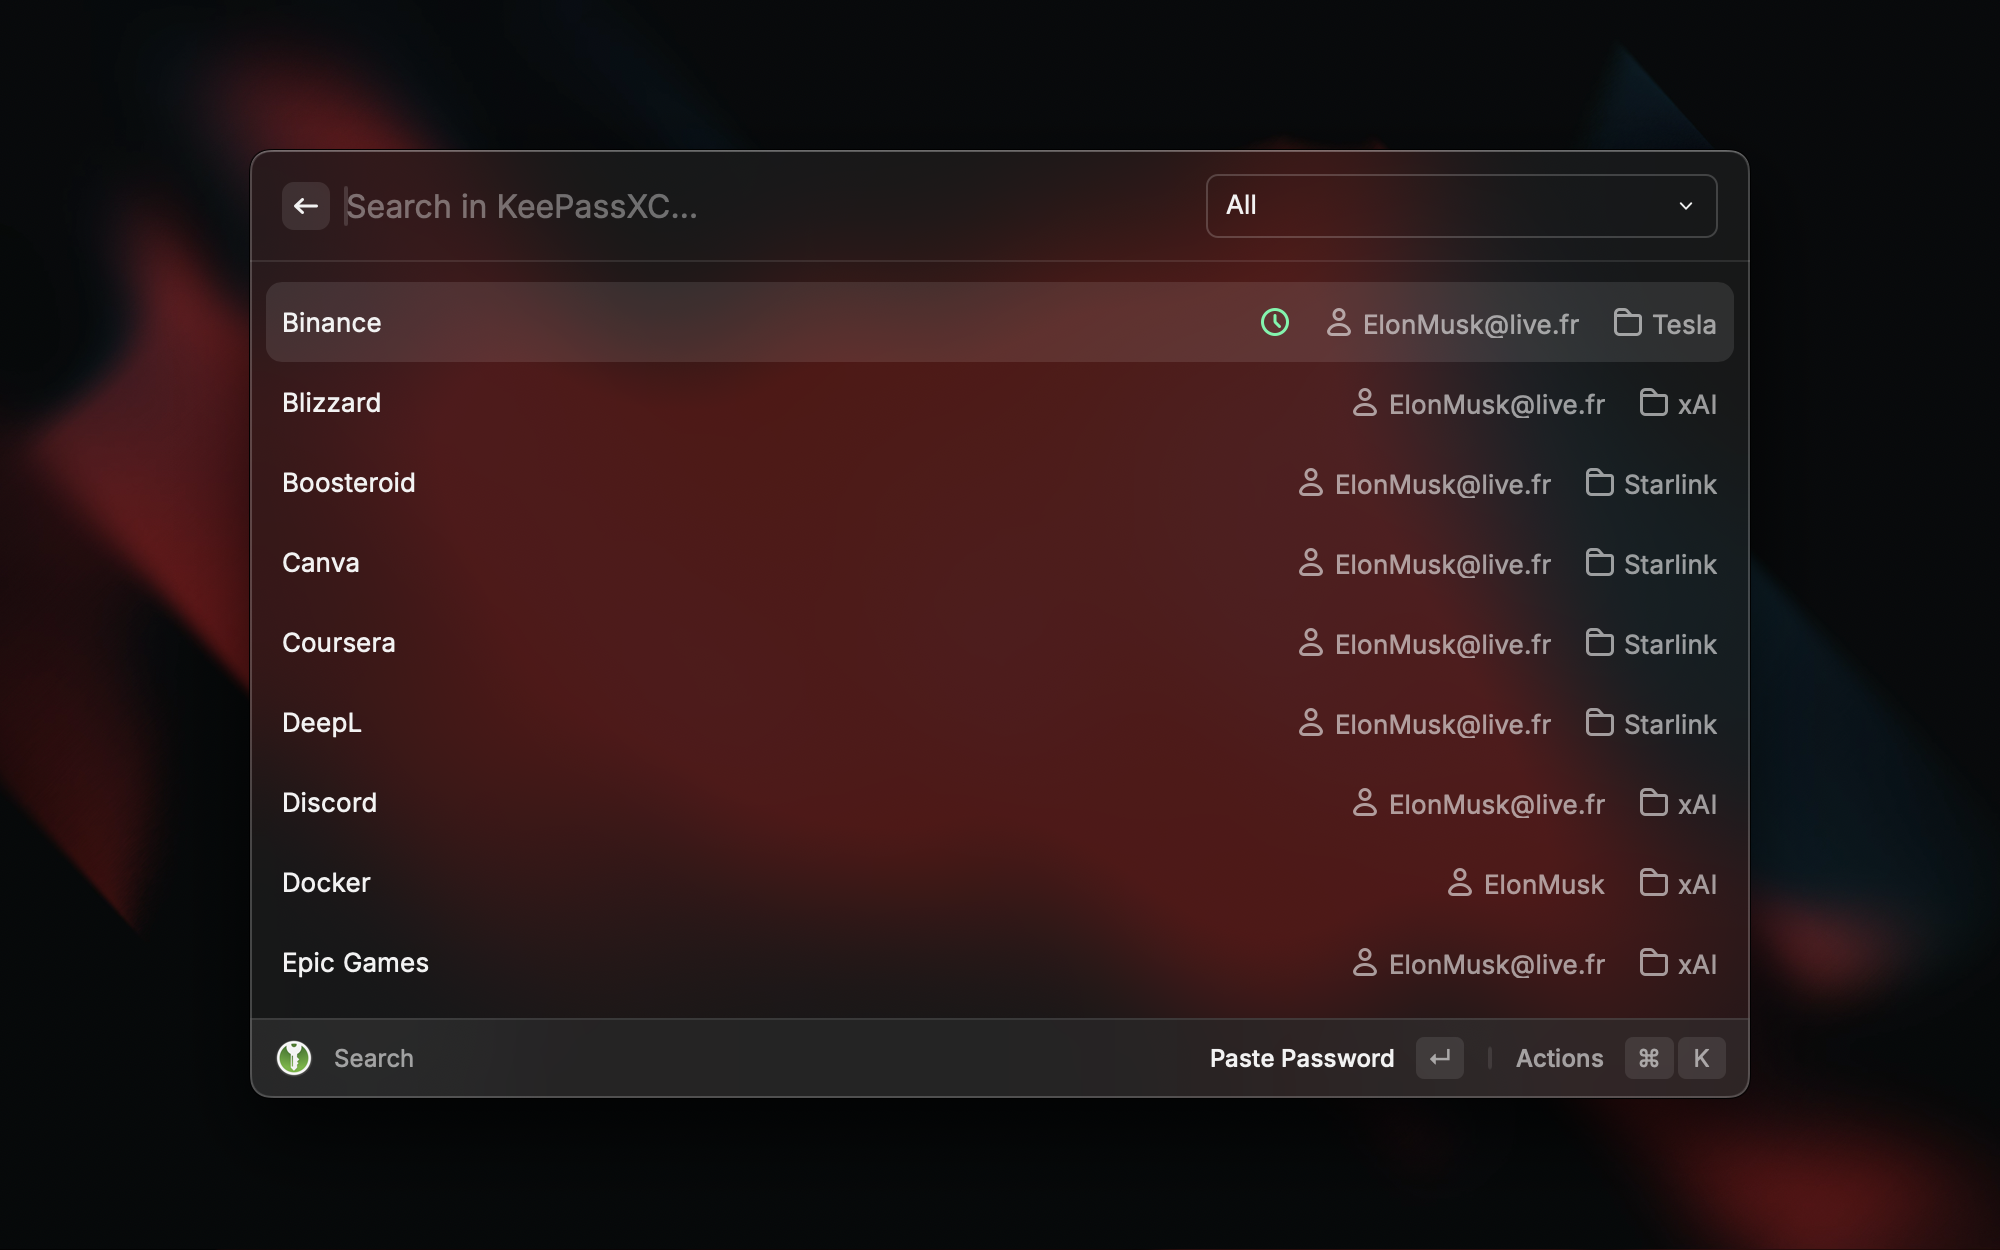 Search in KeePassXC...
All
Binance ElonMusk@live.fr Tesla
Blizzard ElonMusk@live.fr xAI
Boosteroid ElonMusk@live.fr Starlink
Canva ElonMusk@live.fr Starlink
Coursera ElonMusk@live.fr Starlink
DeepL ElonMusk@live.fr Starlink
Discord ElonMusk@live.fr xAI
Docker ElonMusk xAI
Epic Games ElonMusk@live.fr xAI
Search Paste Password ↵ Actions ⌘ K